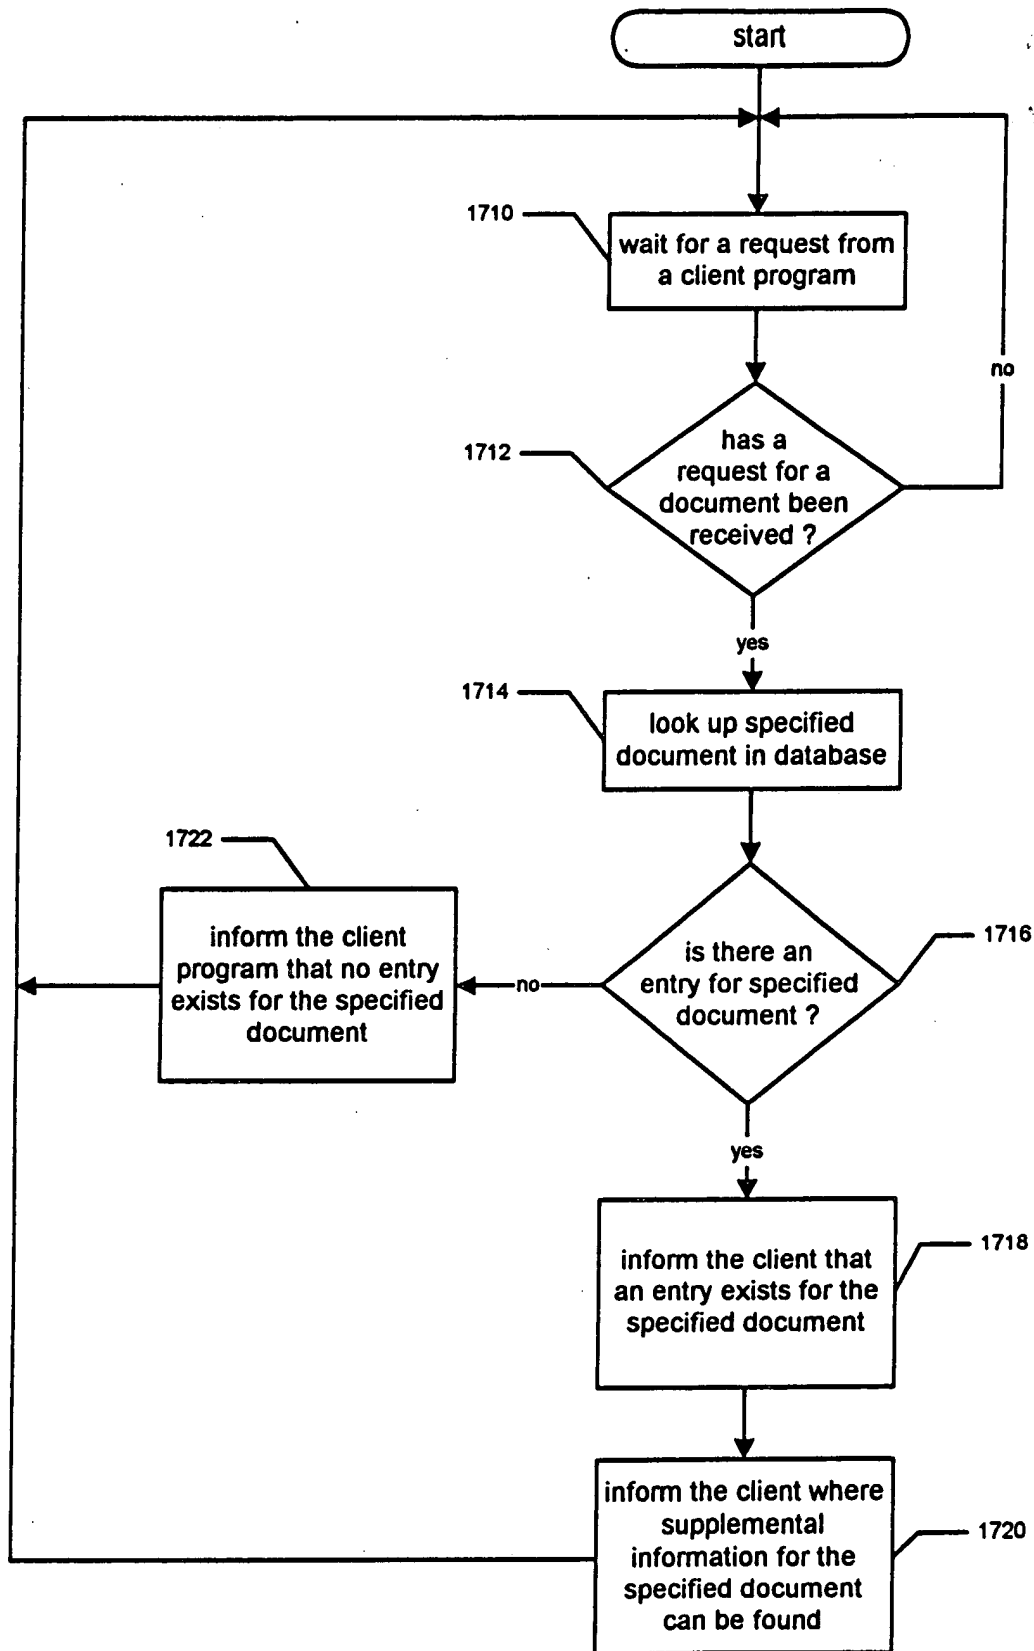 start
1710
wait for a request from
a client program
no
1712
has a
request for a
document been
received ?
yes
1714
look up specified
document in database
1722
inform the client
program that no entry
exists for the specified
document
no
is there an
entry for specified
document ?
1716
yes
inform the client that
an entry exists for the
specified document
1718
inform the client where
supplemental
information for the
specified document
can be found
1720